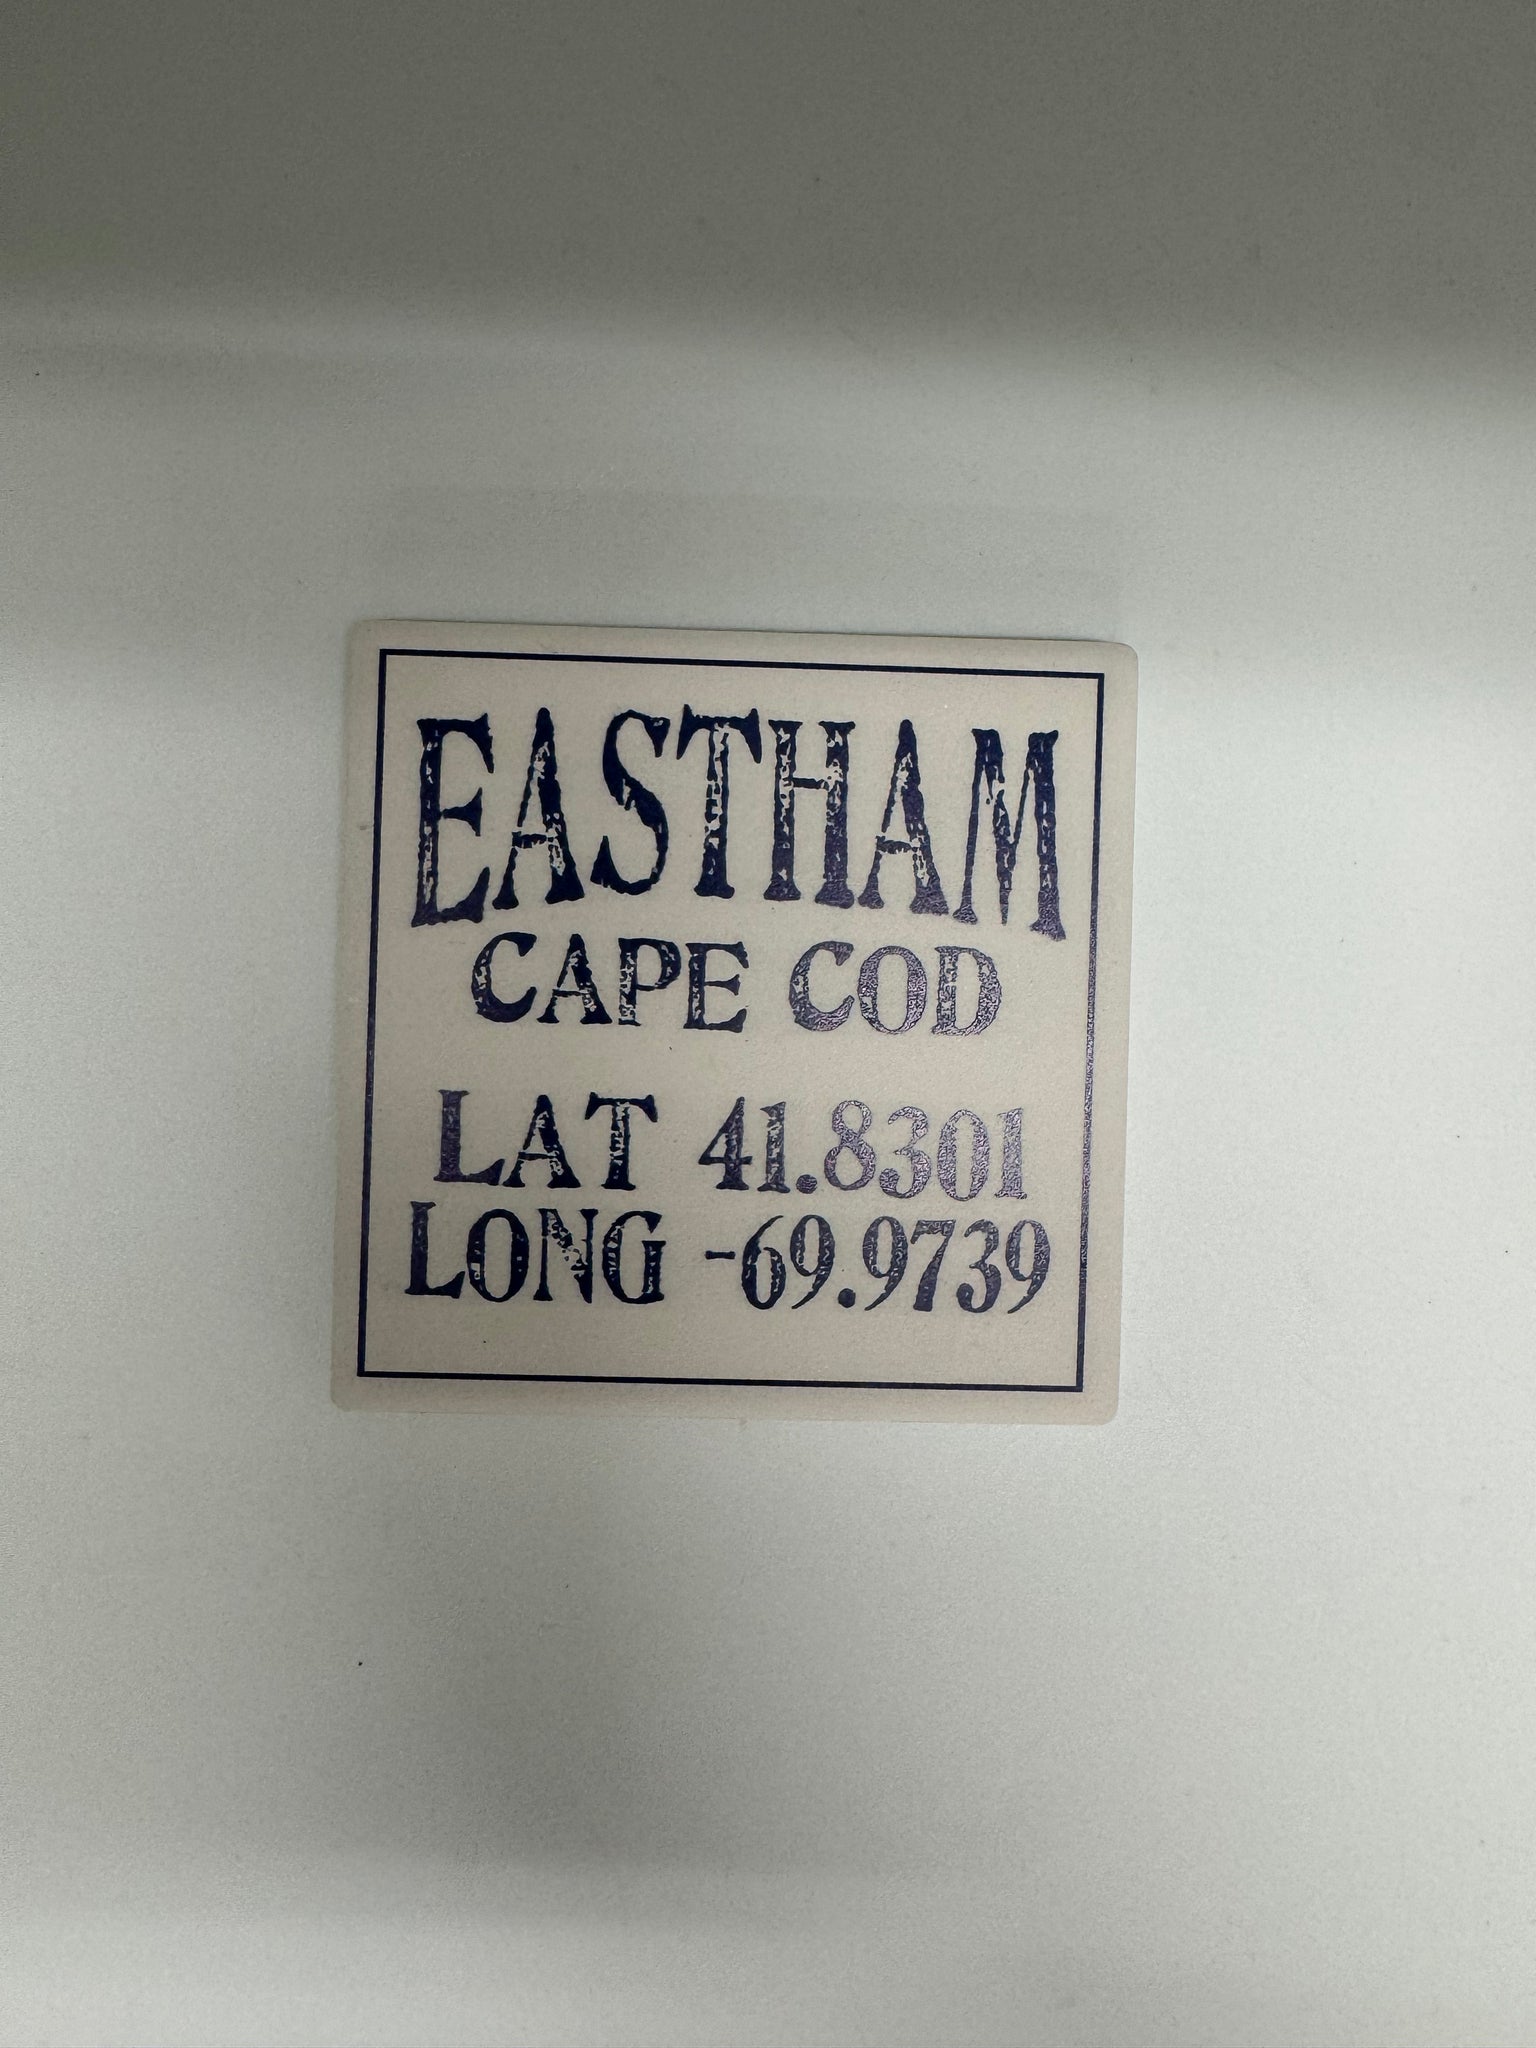 EASTHAM
CAPE COD
LAT 41.8301
LONG -69.9739